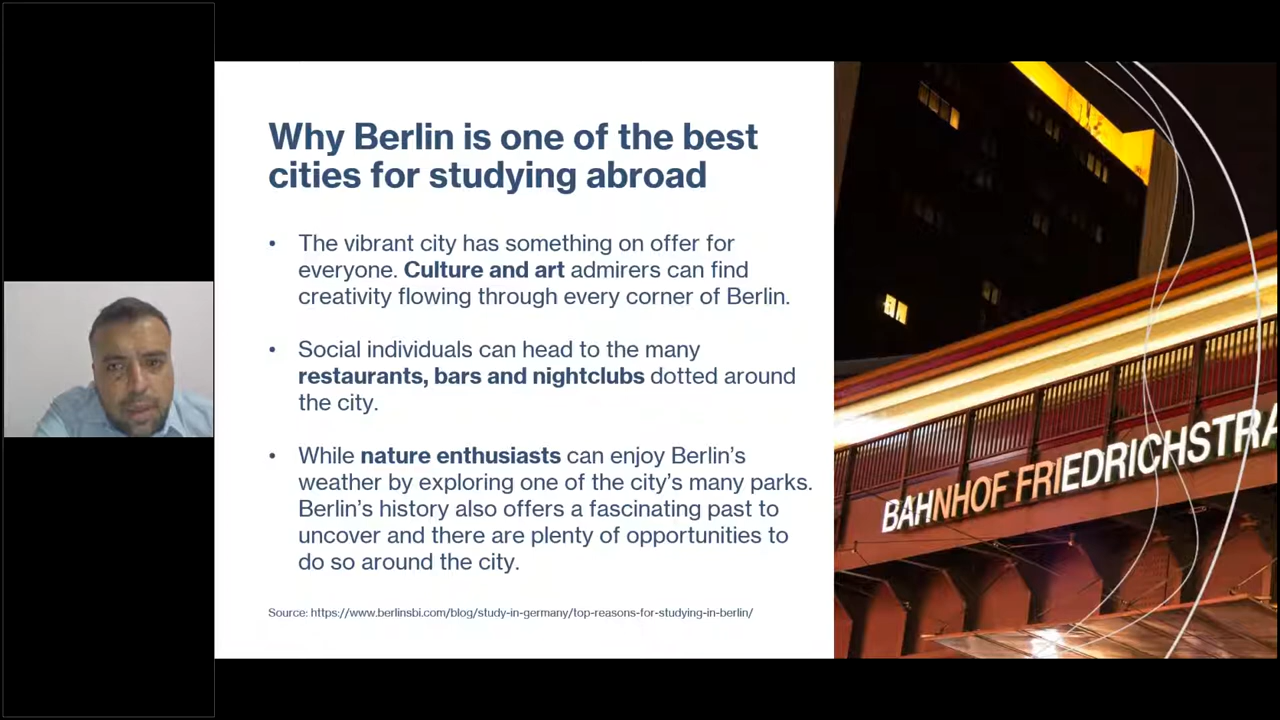 Why Berlin is one of the best
cities for studying abroad
• The vibrant city has something on offer for
everyone. Culture and art admirers can find
creativity flowing through every corner of Berlin.
• Social individuals can head to the many
restaurants, bars and nightclubs dotted around
the city.
• While nature enthusiasts can enjoy Berlin’s
weather by exploring one of the city’s many parks.
Berlin’s history also offers a fascinating past to
uncover and there are plenty of opportunities to
do so around the city.
Source: https://www.berlinsbi.com/blog/study-in-germany/top-reasons-for-studying-in-berlin/
BAHNHOF FRIEDRICHSTRA